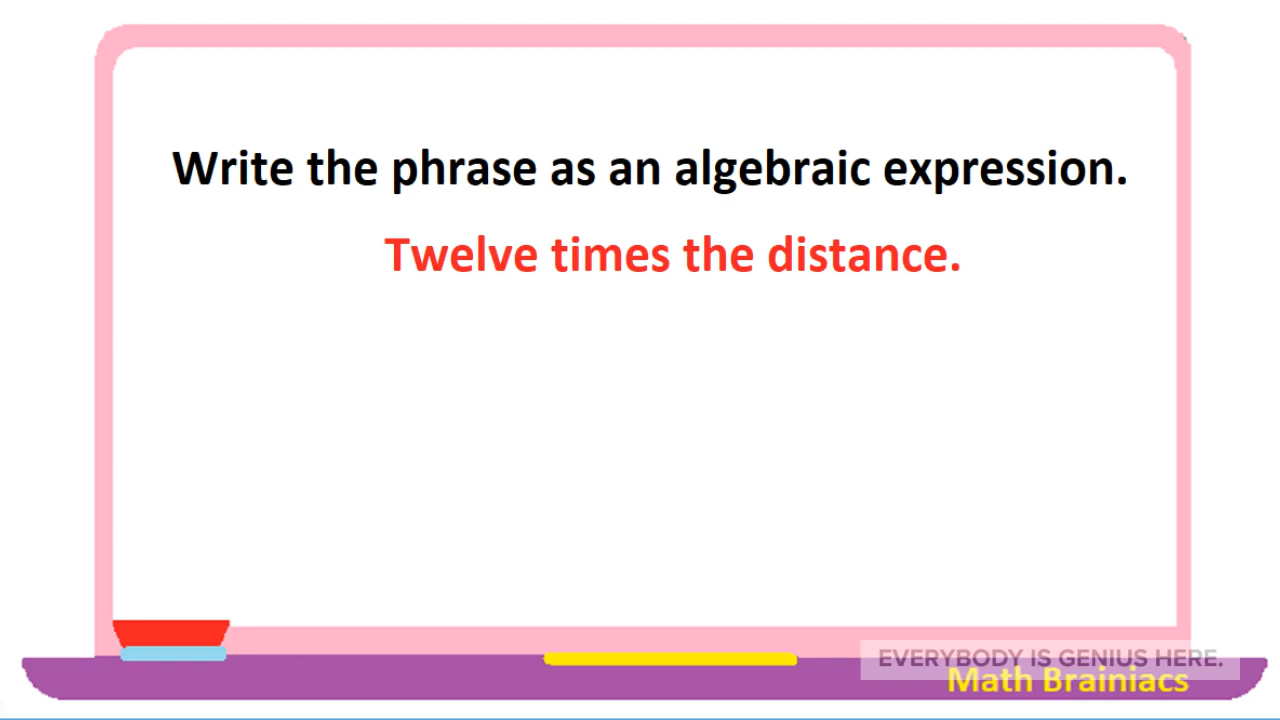 Write the phrase as an algebraic expression.
Twelve times the distance.
EVERYBODY IS GENIUS HERE.
Math Brainiacs